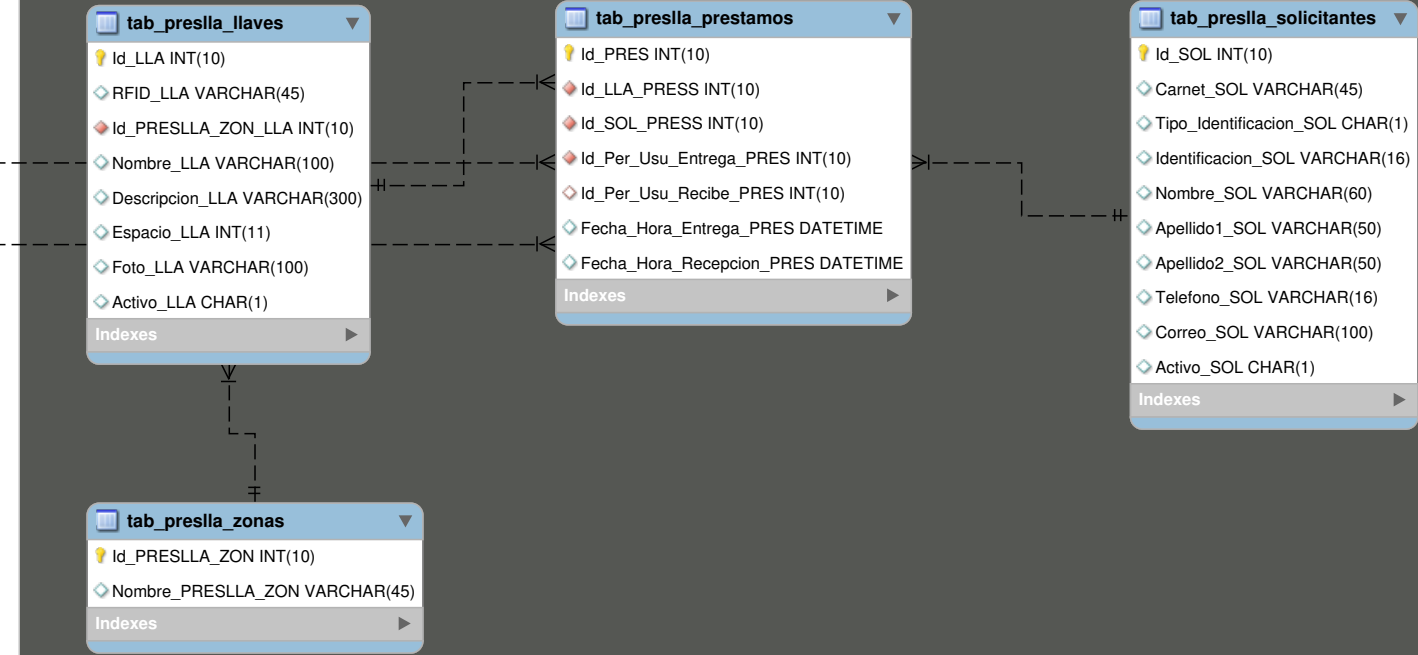 tab_preslla_llaves
Id_LLA INT(10)
RFID_LLA VARCHAR(45)
Id_PRESLLA_ZON_LLA INT(10)
Nombre_LLA VARCHAR(100)
Descripcion_LLA VARCHAR(300)
Espacio_LLA INT(11)
Foto_LLA VARCHAR(100)
Activo_LLA CHAR(1)
Indexes
tab_preslla_prestamos
Id_PRES INT(10)
Id_LLA_PRESS INT(10)
Id_SOL_PRESS INT(10)
Id_Per_Usu_Entrega_PRES INT(10)
Id_Per_Usu_Recibe_PRES INT(10)
Fecha_Hora_Entrega_PRES DATETIME
Fecha_Hora_Recepcion_PRES DATETIME
Indexes
tab_preslla_solicitantes
Id_SOL INT(10)
Carnet_SOL VARCHAR(45)
Tipo_Identificacion_SOL CHAR(1)
Identificacion_SOL VARCHAR(16)
Nombre_SOL VARCHAR(60)
Apellido1_SOL VARCHAR(50)
Apellido2_SOL VARCHAR(50)
Telefono_SOL VARCHAR(16)
Correo_SOL VARCHAR(100)
Activo_SOL CHAR(1)
Indexes
tab_preslla_zonas
Id_PRESLLA_ZON INT(10)
Nombre_PRESLLA_ZON VARCHAR(45)
Indexes